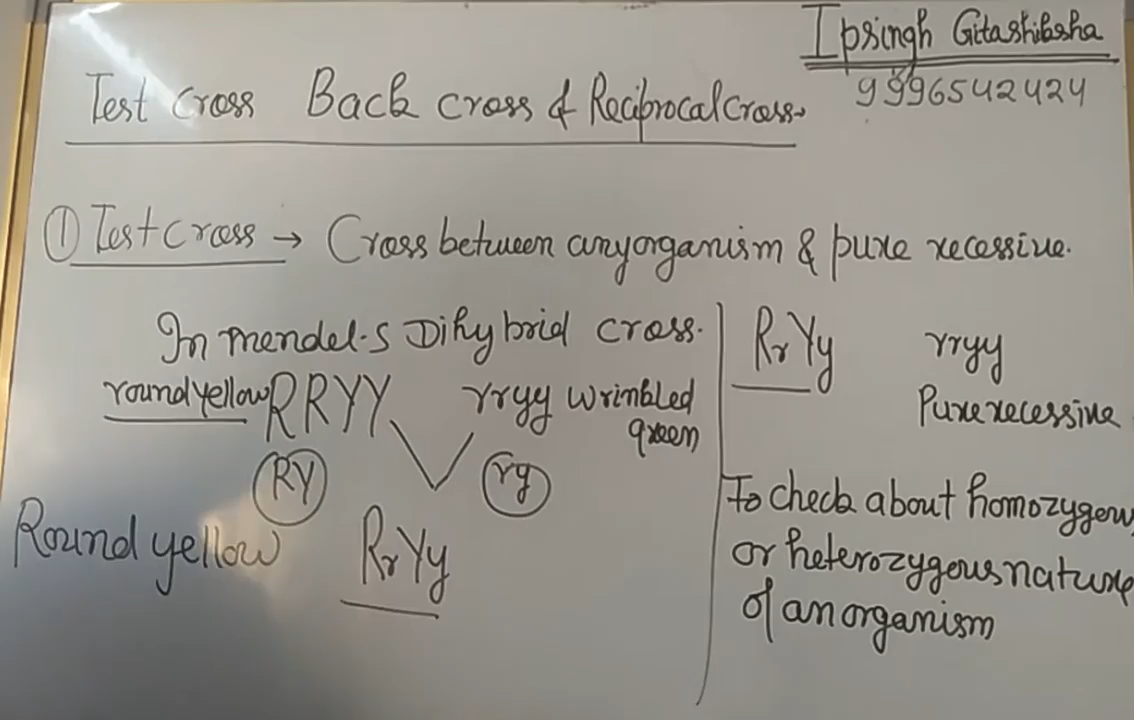 Ipsingh Gitashiksha
9996542424
Test Cross Back cross & Reciprocal Cross
① Test Cross → Cross between any organism & pure recessive.
In mendel.s Dihybrid cross.
round yellow RRYY rryy wrinkled
green
RY ry
Round yellow RrYy
RrYy rryy
Pure recessive
To check about homozygou
or heterozygous nature
of an organism